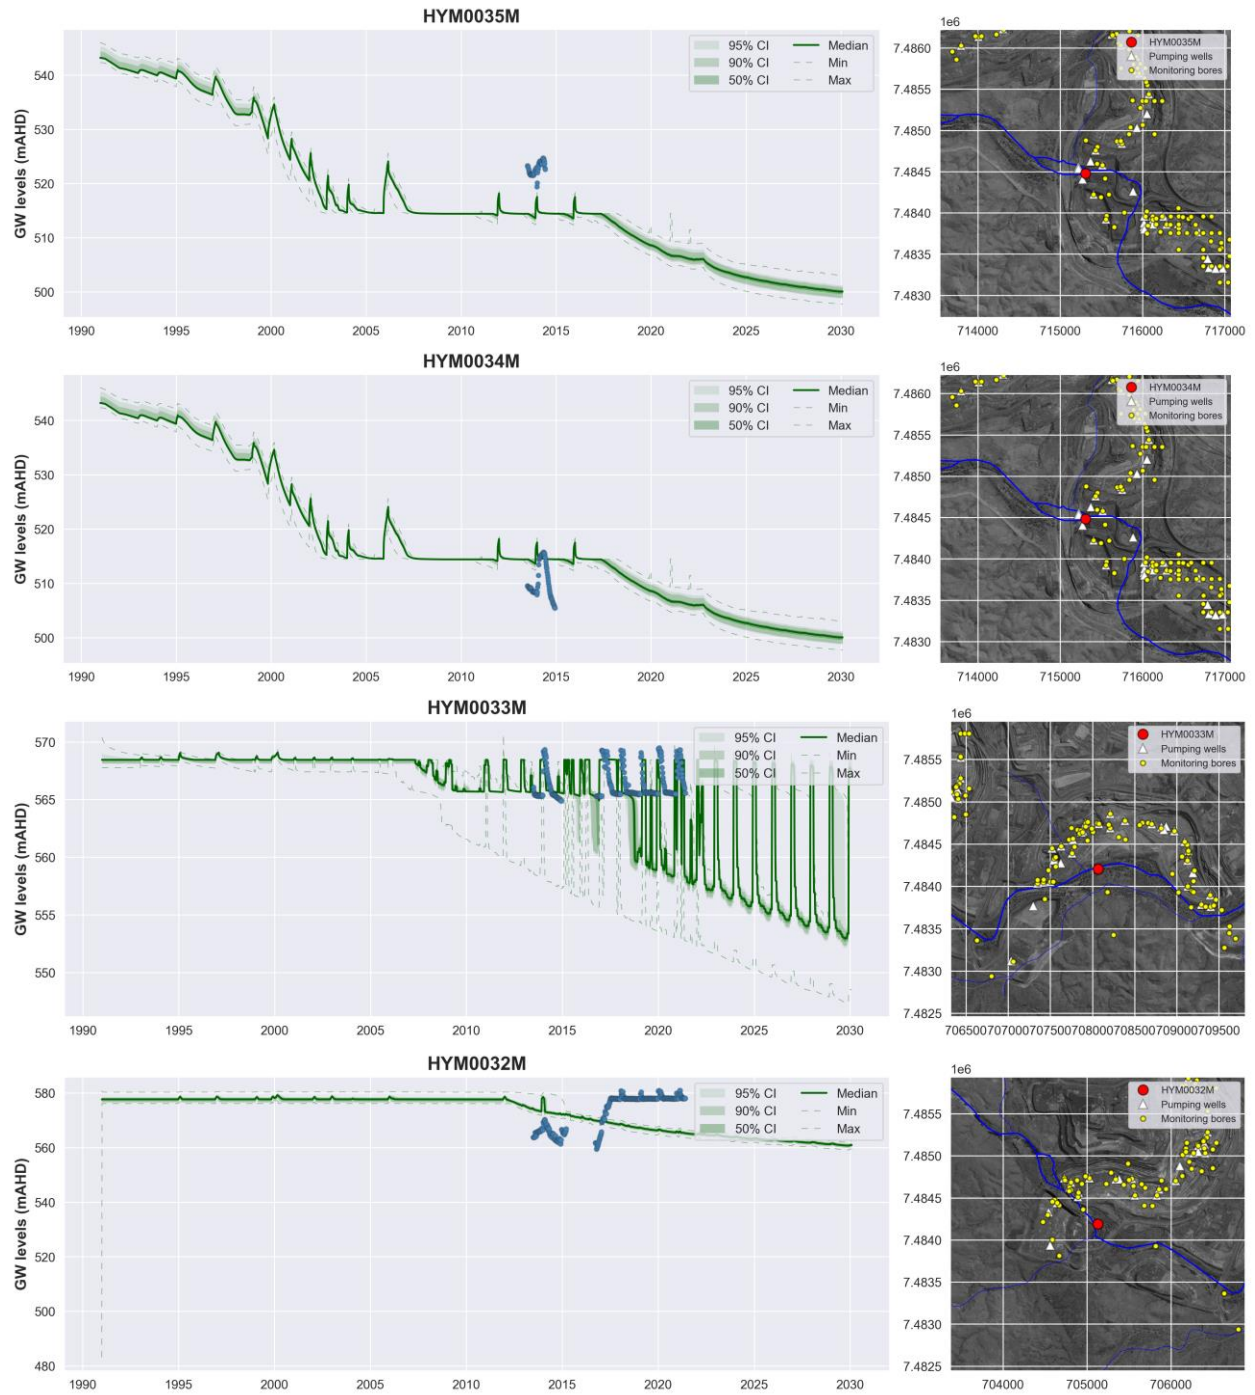 HYM0035M
GW levels (mAHD)
540
530
520
510
500
1990 1995 2000 2005 2010 2015 2020 2025 2030
95% CI Median
90% CI Min
50% CI Max
1e6
7.4860
7.4855
7.4850
7.4845
7.4840
7.4835
7.4830
714000 715000 716000 717000
HYM0035M
Pumping wells
Monitoring bores
HYM0034M
GW levels (mAHD)
540
530
520
510
500
1990 1995 2000 2005 2010 2015 2020 2025 2030
95% CI Median
90% CI Min
50% CI Max
1e6
7.4860
7.4855
7.4850
7.4845
7.4840
7.4835
7.4830
714000 715000 716000 717000
HYM0034M
Pumping wells
Monitoring bores
HYM0033M
GW levels (mAHD)
570
565
560
555
550
1990 1995 2000 2005 2010 2015 2020 2025 2030
95% CI Median
90% CI Min
50% CI Max
1e6
7.4855
7.4850
7.4845
7.4840
7.4835
7.4830
7.4825
706500707000707500708000708500709000709500
HYM0033M
Pumping wells
Monitoring bores
HYM0032M
GW levels (mAHD)
580
560
540
520
500
480
1990 1995 2000 2005 2010 2015 2020 2025 2030
95% CI Median
90% CI Min
50% CI Max
1e6
7.4855
7.4850
7.4845
7.4840
7.4835
7.4830
7.4825
704000 705000 706000
HYM0032M
Pumping wells
Monitoring bores